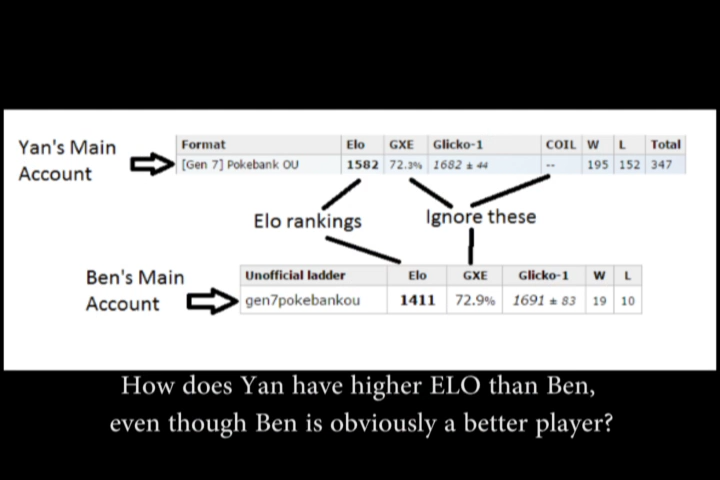 Yan's Main
Account
Format Elo GXE Glicko-1 COIL W L Total
[Gen 7] Pokebank OU 1582 72.3% 1682 ± 44 -- 195 152 347
Elo rankings
Ignore these
Ben's Main
Account
Unofficial ladder Elo GXE Glicko-1 W L
gen7pokebankou 1411 72.9% 1691 ± 83 19 10
How does Yan have higher ELO than Ben,
even though Ben is obviously a better player?